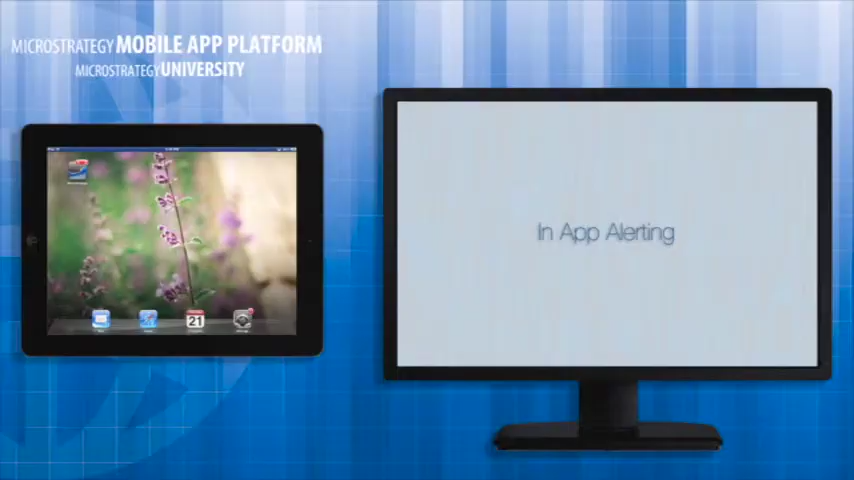 MICROSTRATEGY MOBILE APP PLATFORM
MICROSTRATEGY UNIVERSITY
In App Alerting
21